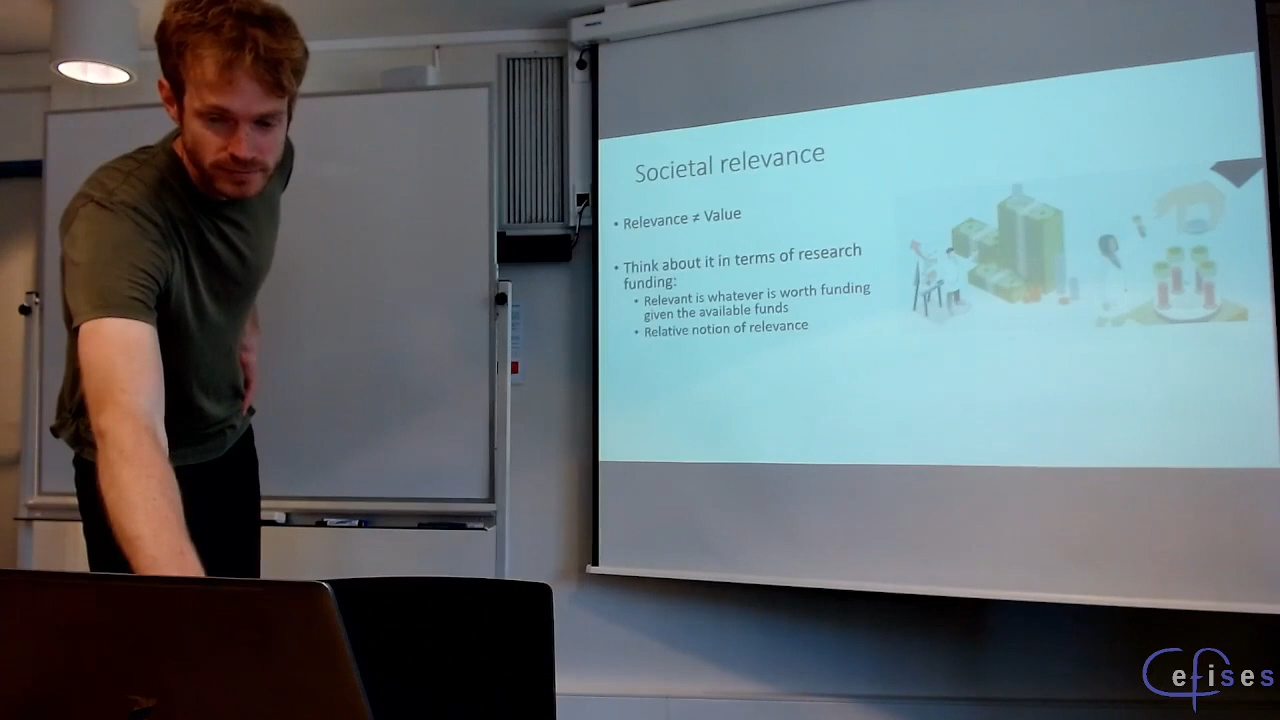 Societal relevance
• Relevance ≠ Value
• Think about it in terms of research
funding:
• Relevant is whatever is worth funding
given the available funds
• Relative notion of relevance
Cefises